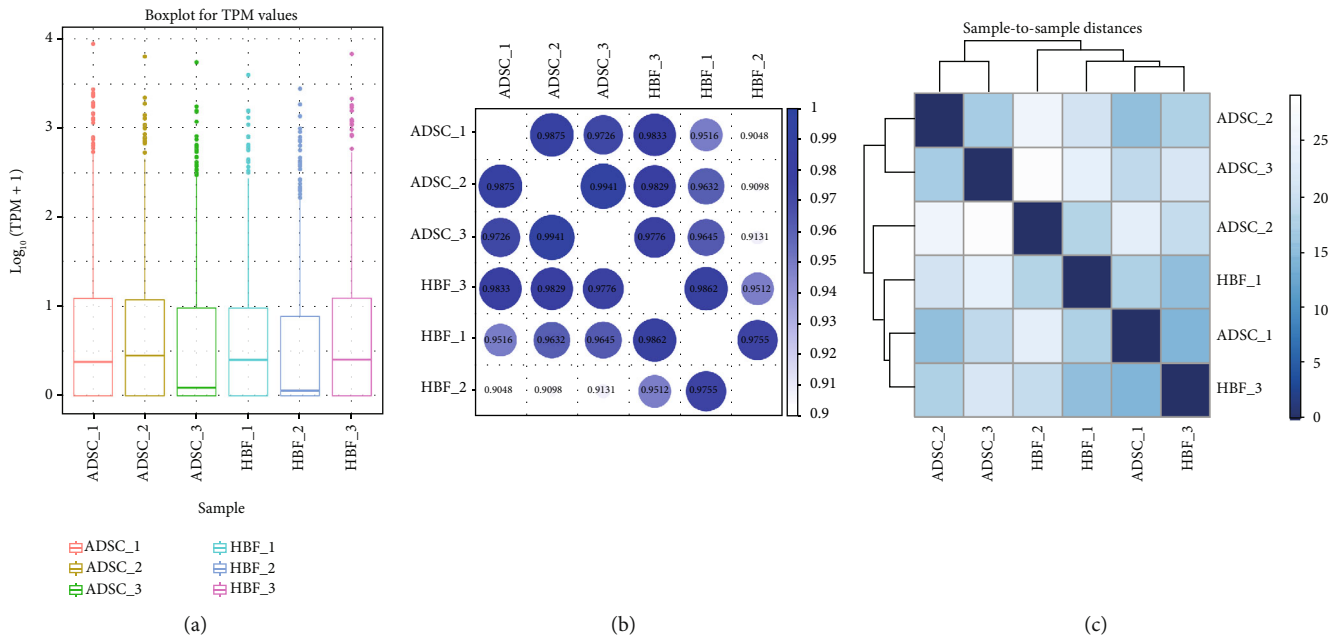 Boxplot for TPM values
Log10 (TPM + 1)
4
3
2
1
0
ADSC_1
ADSC_2
ADSC_3
HBF_1
HBF_2
HBF_3
Sample
ADSC_1
HBF_1
ADSC_2
HBF_2
ADSC_3
HBF_3
(a)
ADSC_1
ADSC_2
ADSC_3
HBF_3
HBF_1
HBF_2
ADSC_1
0.9875
0.9726
0.9833
0.9516
0.9048
ADSC_2
0.9875
0.9941
0.9829
0.9632
0.9098
ADSC_3
0.9726
0.9941
0.9776
0.9645
0.9131
HBF_3
0.9833
0.9829
0.9776
0.9862
0.9512
HBF_1
0.9516
0.9632
0.9645
0.9862
0.9755
HBF_2
0.9048
0.9098
0.9131
0.9512
0.9755
1
0.99
0.98
0.97
0.96
0.95
0.94
0.93
0.92
0.91
0.9
(b)
Sample-to-sample distances
ADSC_2
ADSC_3
ADSC_2
HBF_1
ADSC_1
HBF_3
ADSC_2
ADSC_3
HBF_2
HBF_1
ADSC_1
HBF_3
25
20
15
10
5
0
(c)